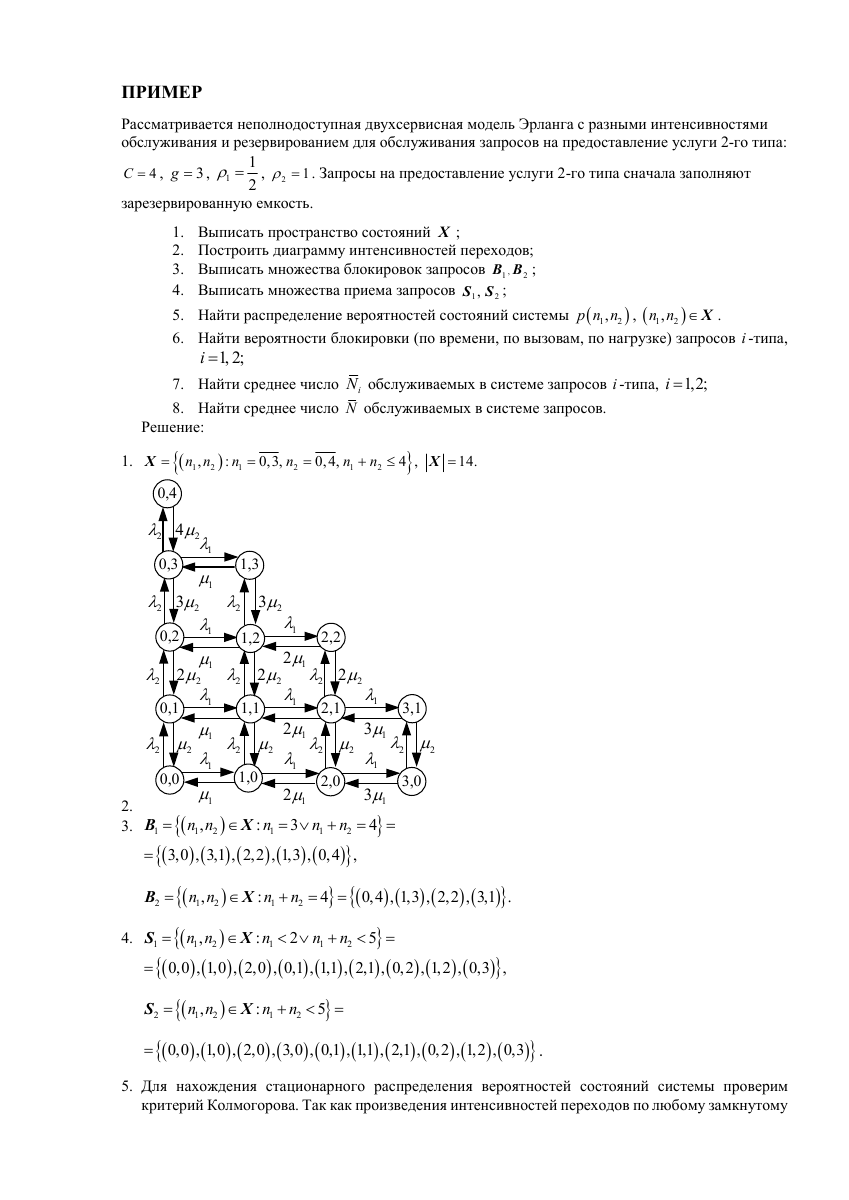 ПРИМЕР
Рассматривается неполнодоступная двухсервисная модель Эрланга с разными интенсивностями
обслуживания и резервированием для обслуживания запросов на предоставление услуги 2-го типа:
C = 4 , g = 3 , ρ₁ = 1/2 , ρ₂ = 1 . Запросы на предоставление услуги 2-го типа сначала заполняют
зарезервированную емкость.
1. Выписать пространство состояний X ;
2. Построить диаграмму интенсивностей переходов;
3. Выписать множества блокировок запросов B₁, B₂ ;
4. Выписать множества приема запросов S₁, S₂ ;
5. Найти распределение вероятностей состояний системы p(n₁,n₂) , (n₁,n₂) ∈ X .
6. Найти вероятности блокировки (по времени, по вызовам, по нагрузке) запросов i -типа,
i = 1, 2;
7. Найти среднее число N̅ᵢ обслуживаемых в системе запросов i -типа, i = 1,2;
8. Найти среднее число N̅ обслуживаемых в системе запросов.
Решение:
1. X = {(n₁,n₂) : n₁ = 0,3, n₂ = 0,4, n₁ + n₂ ≤ 4} , |X| = 14.
0,4
λ₂ 4μ₂
λ₁
0,3 1,3
μ₁
λ₂ 3μ₂ λ₂ 3μ₂
λ₁ λ₁
0,2 1,2 2,2
μ₁ 2μ₁
λ₂ 2μ₂ λ₂ 2μ₂ λ₂ 2μ₂
λ₁ λ₁ λ₁
0,1 1,1 2,1 3,1
μ₁ 2μ₁ 3μ₁
λ₂ μ₂ λ₂ μ₂ λ₂ μ₂ λ₂ μ₂
λ₁ λ₁ λ₁
0,0 1,0 2,0 3,0
μ₁ 2μ₁ 3μ₁
2.
3. B₁ = {(n₁,n₂) ∈ X : n₁ = 3 ∨ n₁ + n₂ = 4} =
= {(3,0),(3,1),(2,2),(1,3),(0,4)},
B₂ = {(n₁,n₂) ∈ X : n₁ + n₂ = 4} = {(0,4),(1,3),(2,2),(3,1)}.
4. S₁ = {(n₁,n₂) ∈ X : n₁ < 2 ∨ n₁ + n₂ < 5} =
= {(0,0),(1,0),(2,0),(0,1),(1,1),(2,1),(0,2),(1,2),(0,3)},
S₂ = {(n₁,n₂) ∈ X : n₁ + n₂ < 5} =
= {(0,0),(1,0),(2,0),(3,0),(0,1),(1,1),(2,1),(0,2),(1,2),(0,3)} .
5. Для нахождения стационарного распределения вероятностей состояний системы проверим
критерий Колмогорова. Так как произведения интенсивностей переходов по любому замкнутому